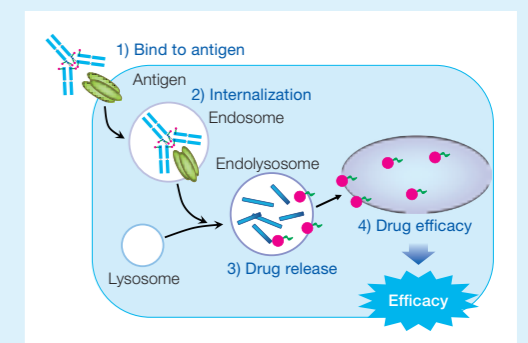 1) Bind to antigen
Antigen
2) Internalization
Endosome
Endolysosome
4) Drug efficacy
3) Drug release
Lysosome
Efficacy